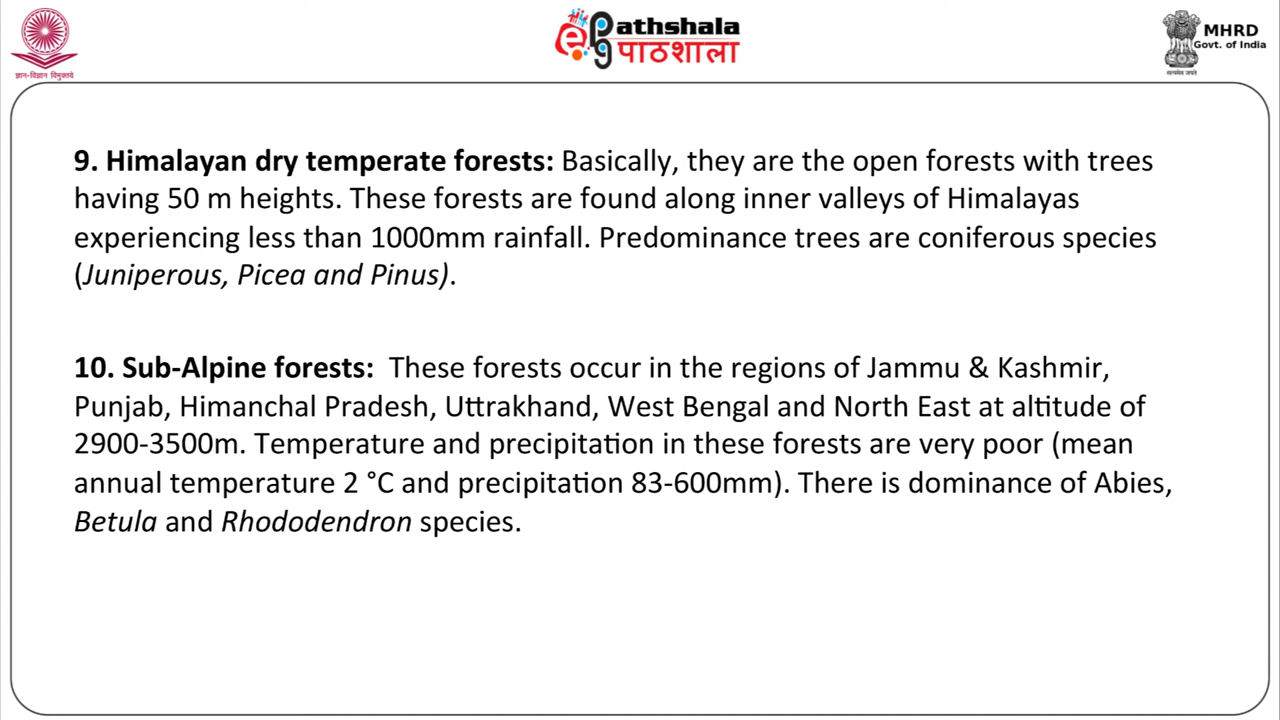 ज्ञान-विज्ञान विमुक्तये
Pathshala
पाठशाला
MHRD
Govt. of India
सत्यमेव जयते
9. Himalayan dry temperate forests: Basically, they are the open forests with trees
having 50 m heights. These forests are found along inner valleys of Himalayas
experiencing less than 1000mm rainfall. Predominance trees are coniferous species
(Juniperous, Picea and Pinus).
10. Sub-Alpine forests: These forests occur in the regions of Jammu & Kashmir,
Punjab, Himanchal Pradesh, Uttrakhand, West Bengal and North East at altitude of
2900-3500m. Temperature and precipitation in these forests are very poor (mean
annual temperature 2 °C and precipitation 83-600mm). There is dominance of Abies,
Betula and Rhododendron species.